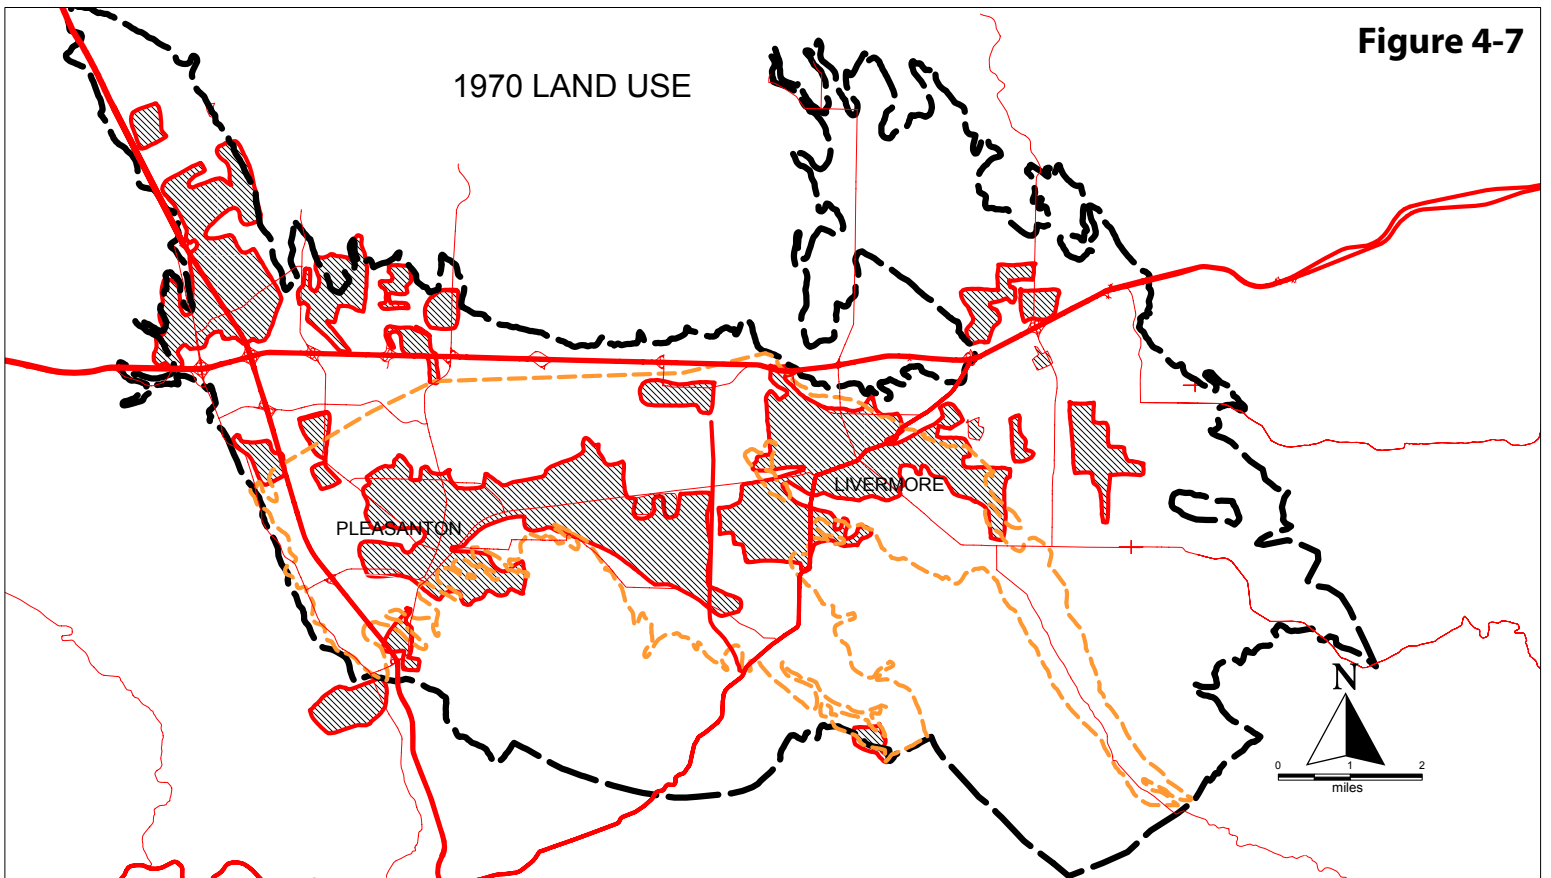 Figure 4-7
1970 LAND USE
LIVERMORE
PLEASANTON
N
0 1 2
miles